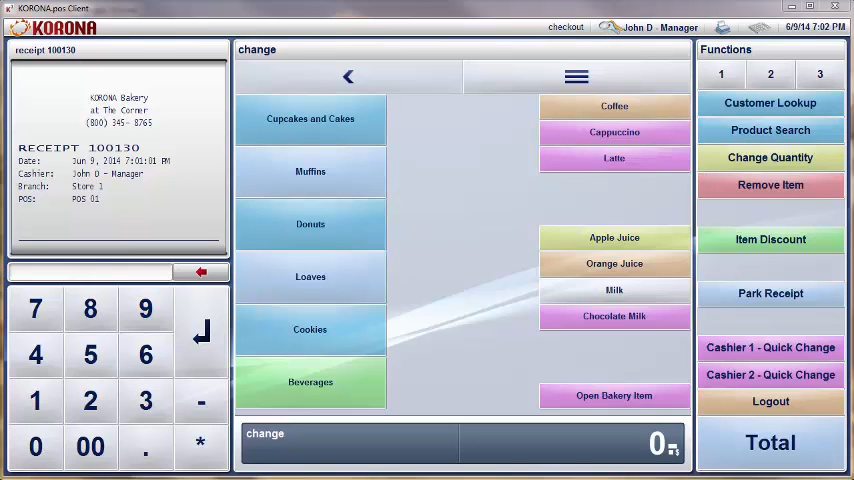 KORONA.pos Client
KORONA
checkout
John D - Manager
6/9/14 7:02 PM
receipt 100130
KORONA Bakery
at The Corner
(800) 345- 8765
RECEIPT 100130
Date: Jun 9, 2014 7:01:01 PM
Cashier: John D - Manager
Branch: Store 1
POS: POS 01
7 8 9
4 5 6
1 2 3 -
0 00 . *
change
Cupcakes and Cakes
Muffins
Donuts
Loaves
Cookies
Beverages
Coffee
Cappuccino
Latte
Apple Juice
Orange Juice
Milk
Chocolate Milk
Open Bakery Item
change
0.-$
Functions
1 2 3
Customer Lookup
Product Search
Change Quantity
Remove Item
Item Discount
Park Receipt
Cashier 1 - Quick Change
Cashier 2 - Quick Change
Logout
Total